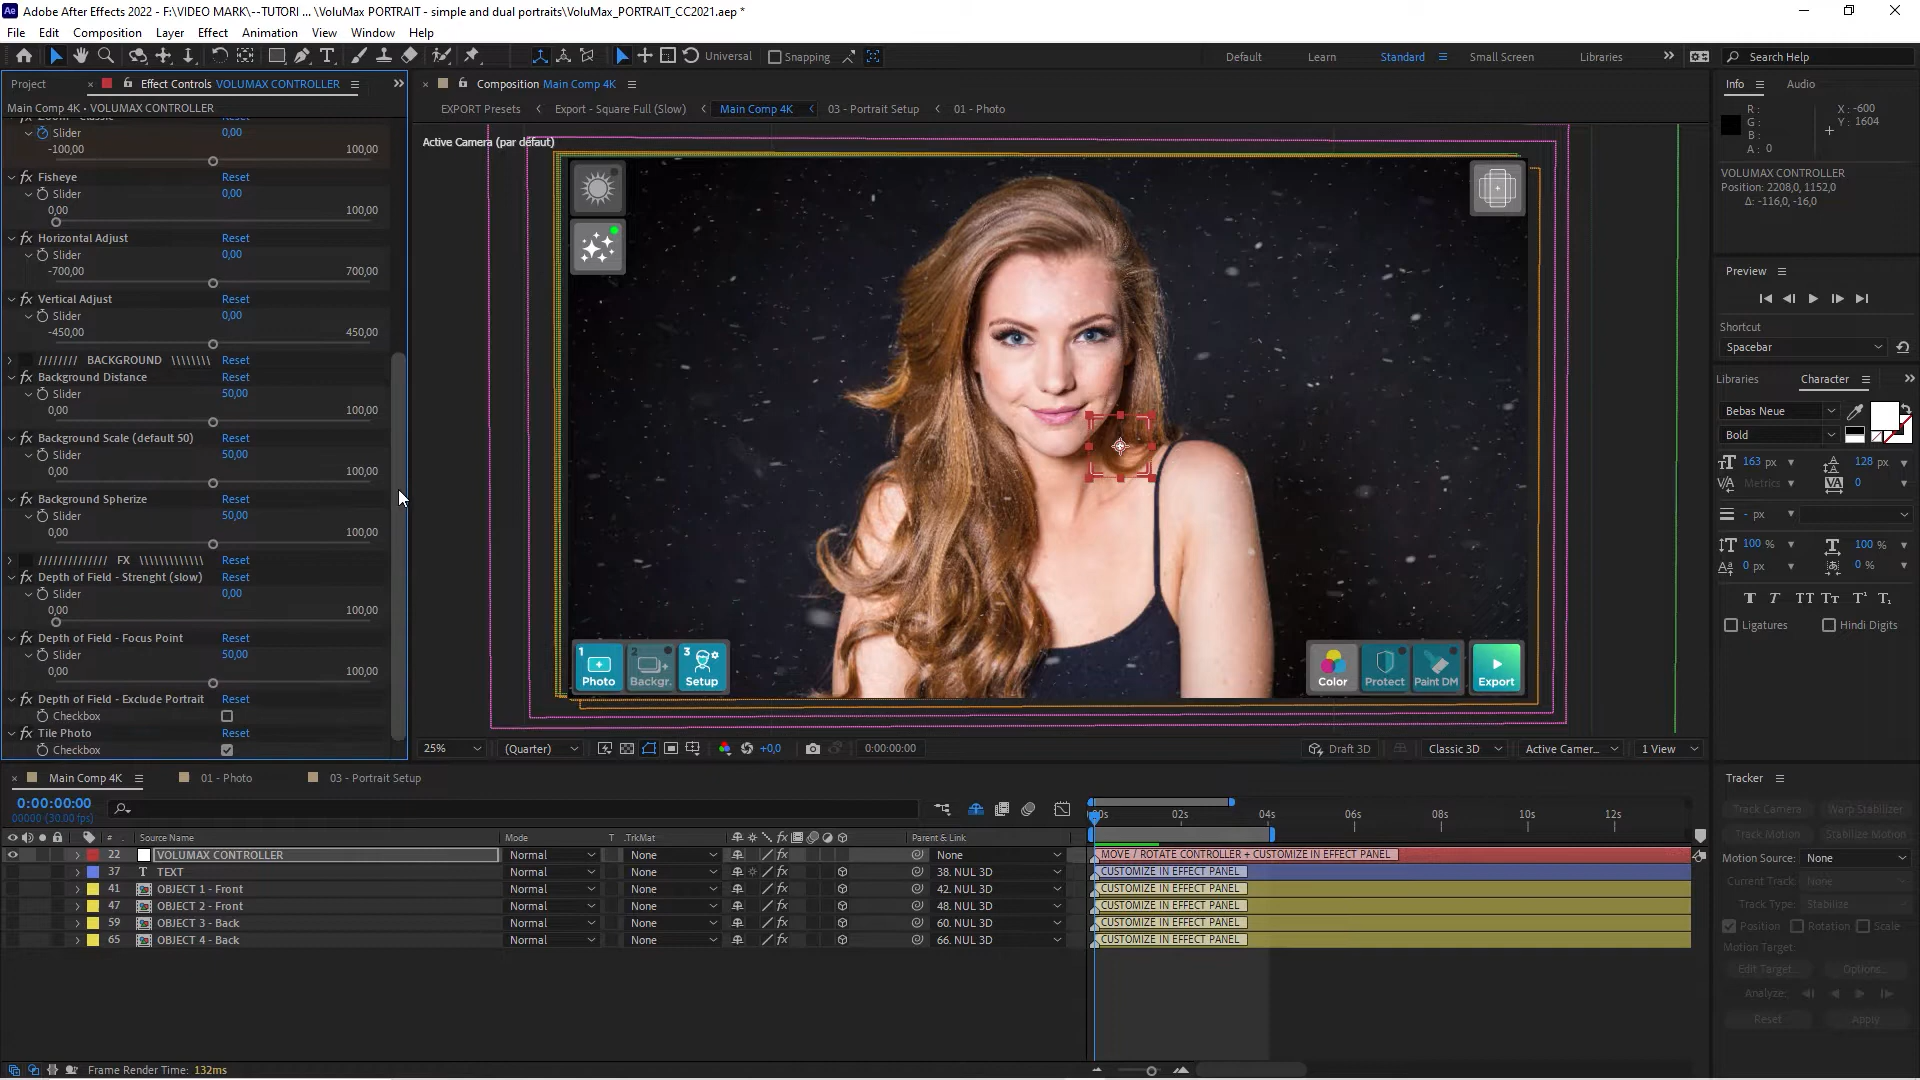 Adobe After Effects 2022 - F:\VIDEO MARK\--TUTORI ... \VoluMax PORTRAIT - simple and dual portraits\VoluMax_PORTRAIT_CC2021.aep *
File Edit Composition Layer Effect Animation View Window Help
Universal Snapping Default Learn Standard Small Screen Libraries Search Help
Project Effect Controls VOLUMAX CONTROLLER
Composition Main Comp 4K
Info Audio
Main Comp 4K • VOLUMAX CONTROLLER
EXPORT Presets Export - Square Full (Slow) Main Comp 4K 03 - Portrait Setup 01 - Photo
Slider 0,00
-100,00 100,00
Fisheye Reset
Slider 0,00
0,00 100,00
Horizontal Adjust Reset
Slider 0,00
-700,00 700,00
Vertical Adjust Reset
Slider 0,00
-450,00 450,00
//////// BACKGROUND \\\\\\\\ Reset
Background Distance Reset
Slider 50,00
0,00 100,00
Background Scale (default 50) Reset
Slider 50,00
0,00 100,00
Background Spherize Reset
Slider 50,00
0,00 100,00
////////////// FX \\\\\\\\\\\\\ Reset
Depth of Field - Strenght (slow) Reset
Slider 0,00
0,00 100,00
Depth of Field - Focus Point Reset
Slider 50,00
0,00 100,00
Depth of Field - Exclude Portrait Reset
Checkbox
Tile Photo Reset
Checkbox
Active Camera (par défaut)
1 Photo
2 Backgr.
3 Setup
Color
Protect
Paint DM
Export
25% (Quarter) +0,0 0:00:00:00 Draft 3D Classic 3D Active Camer... 1 View
R :
G :
B :
A : 0
X : -600
Y : 1604
VOLUMAX CONTROLLER
Position: 2208,0, 1152,0
Δ: -116,0, -16,0
Preview
Shortcut
Spacebar
Libraries Character
Bebas Neue
Bold
163 px 128 px
Metrics 0
- px
100 % 100 %
0 px 0 %
Ligatures Hindi Digits
Main Comp 4K 01 - Photo 03 - Portrait Setup
0:00:00:00
00000 (30.00 fps)
# Source Name Mode T .TrkMat Parent & Link
02s 04s 06s 08s 10s 12s
22 VOLUMAX CONTROLLER Normal None None MOVE / ROTATE CONTROLLER + CUSTOMIZE IN EFFECT PANEL
37 T TEXT Normal None 38. NUL 3D CUSTOMIZE IN EFFECT PANEL
41 OBJECT 1 - Front Normal None 42. NUL 3D CUSTOMIZE IN EFFECT PANEL
47 OBJECT 2 - Front Normal None 48. NUL 3D CUSTOMIZE IN EFFECT PANEL
59 OBJECT 3 - Back Normal None 60. NUL 3D CUSTOMIZE IN EFFECT PANEL
65 OBJECT 4 - Back Normal None 66. NUL 3D CUSTOMIZE IN EFFECT PANEL
Tracker
Track Camera Warp Stabilizer
Track Motion Stabilize Motion
Motion Source: None
Current Track: None
Track Type: Stabilize
Position Rotation Scale
Motion Target:
Edit Target... Options...
Analyze:
Reset Apply
Frame Render Time: 132ms